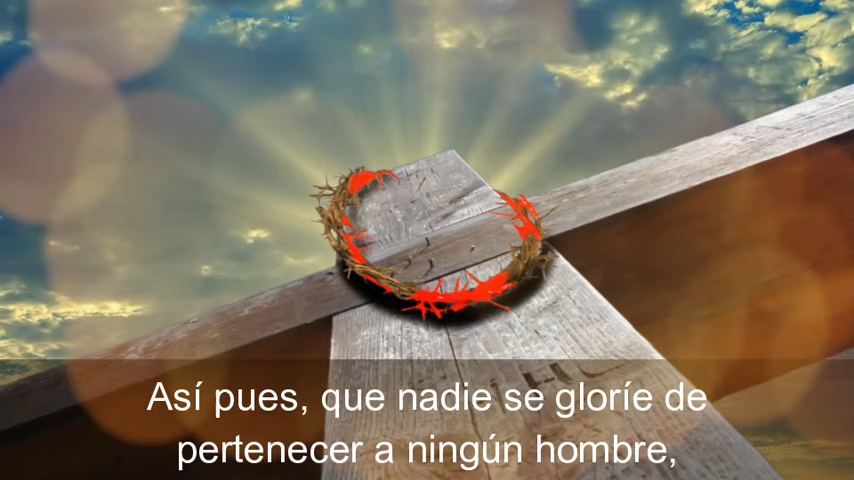 Así pues, que nadie se gloríe de
pertenecer a ningún hombre,